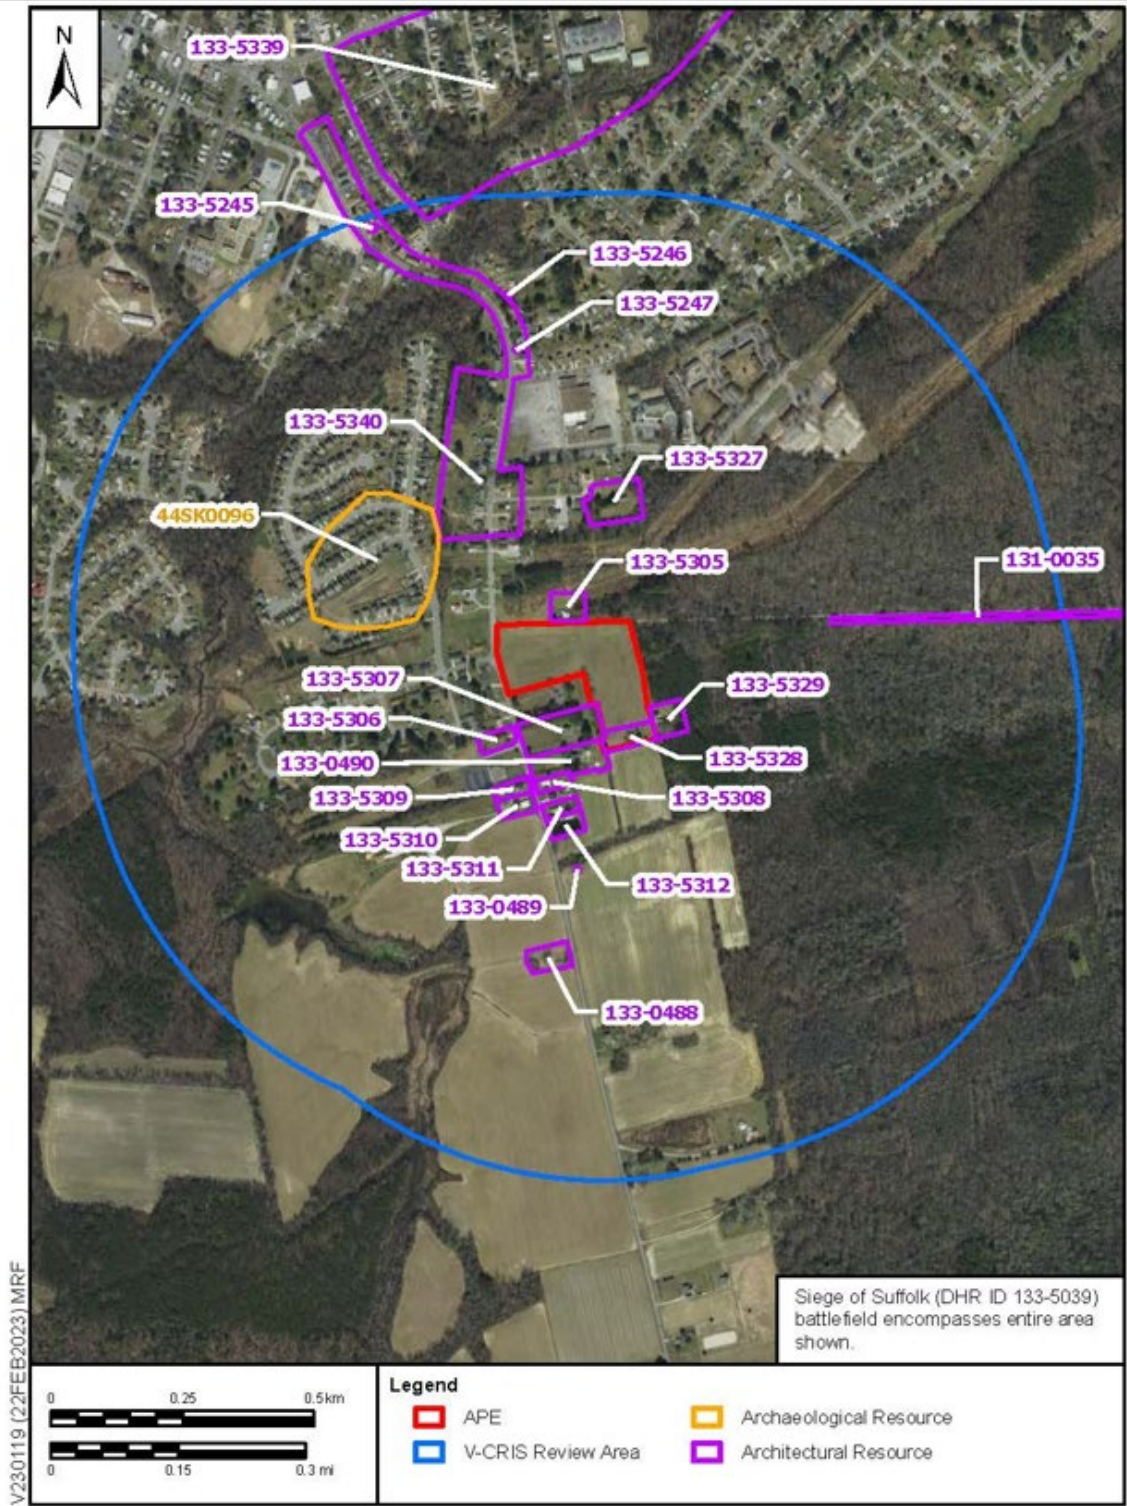 N
133-5339
133-5245
133-5246
133-5247
133-5340
133-5327
44SK0096
133-5305
131-0035
133-5307
133-5329
133-5306
133-0490
133-5328
133-5309
133-5308
133-5310
133-5311
133-5312
133-0489
133-0488
Siege of Suffolk (DHR ID 133-5039)
battlefield encompasses entire area
shown.
V230119 (22FEB2023) MRF
0 0.25 0.5km
0 0.15 0.3 mi
Legend
APE
V-CRIS Review Area
Archaeological Resource
Architectural Resource